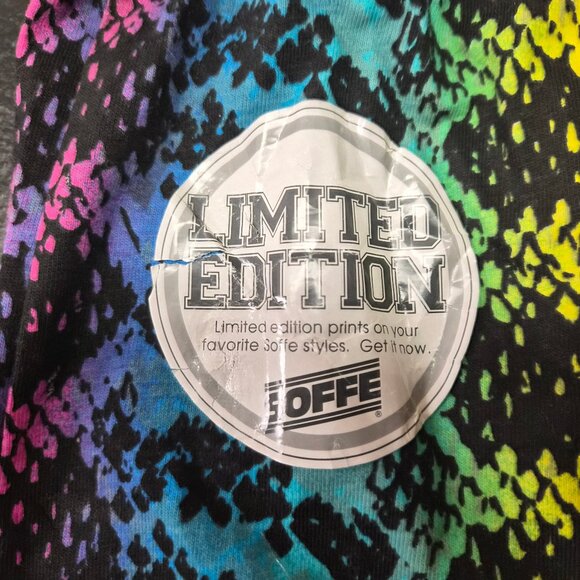 LIMITED
EDITION
Limited edition prints on your
favorite Soffe styles. Get it now.
SOFFE
®